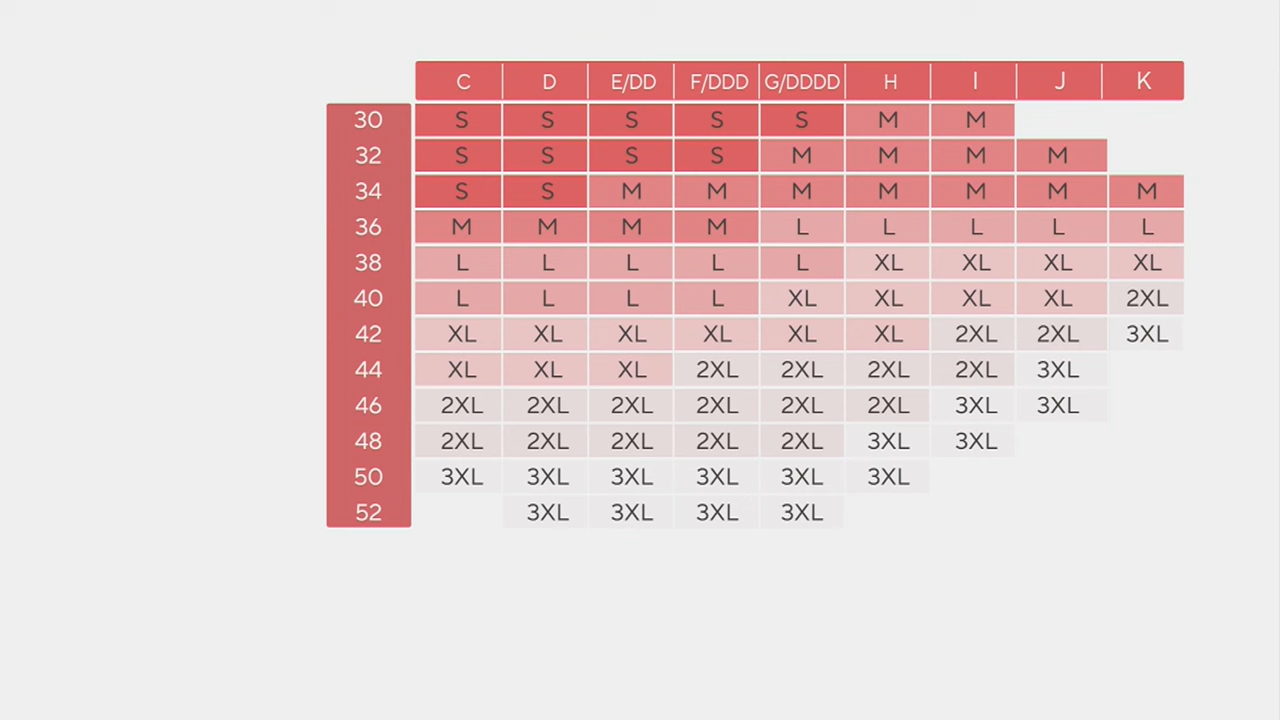 C D E/DD F/DDD G/DDDD H I J K
30 S S S S S M M
32 S S S S M M M M
34 S S M M M M M M M
36 M M M M L L L L L
38 L L L L L XL XL XL XL
40 L L L L XL XL XL XL 2XL
42 XL XL XL XL XL XL 2XL 2XL 3XL
44 XL XL XL 2XL 2XL 2XL 2XL 3XL
46 2XL 2XL 2XL 2XL 2XL 2XL 3XL 3XL
48 2XL 2XL 2XL 2XL 2XL 3XL 3XL
50 3XL 3XL 3XL 3XL 3XL 3XL
52 3XL 3XL 3XL 3XL